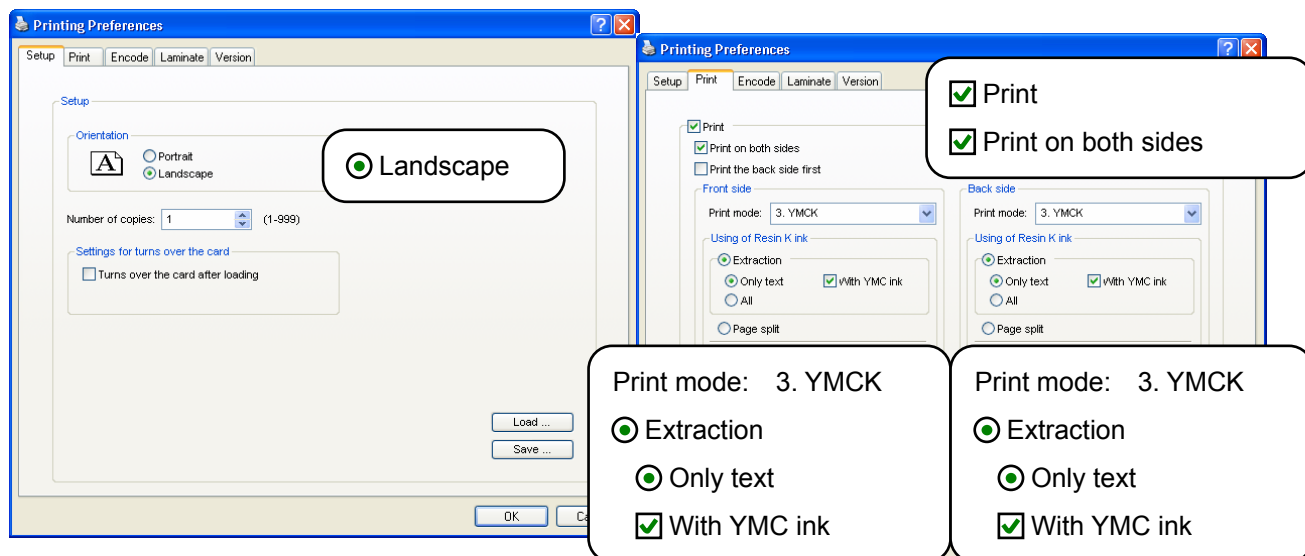 Printing Preferences
Setup Print Encode Laminate Version
Setup
Orientation
A
Portrait
Landscape
Landscape
Number of copies: 1 (1-999)
Settings for turns over the card
Turns over the card after loading
Load ...
Save ...
OK
Printing Preferences
Setup Print Encode Laminate Version
Print
Print on both sides
Print
Print on both sides
Print the back side first
Front side
Print mode: 3. YMCK
Using of Resin K ink
Extraction
Only text With YMC ink
All
Page split
Back side
Print mode: 3. YMCK
Using of Resin K ink
Extraction
Only text With YMC ink
All
Page split
Print mode: 3. YMCK
Extraction
Only text
With YMC ink
Print mode: 3. YMCK
Extraction
Only text
With YMC ink